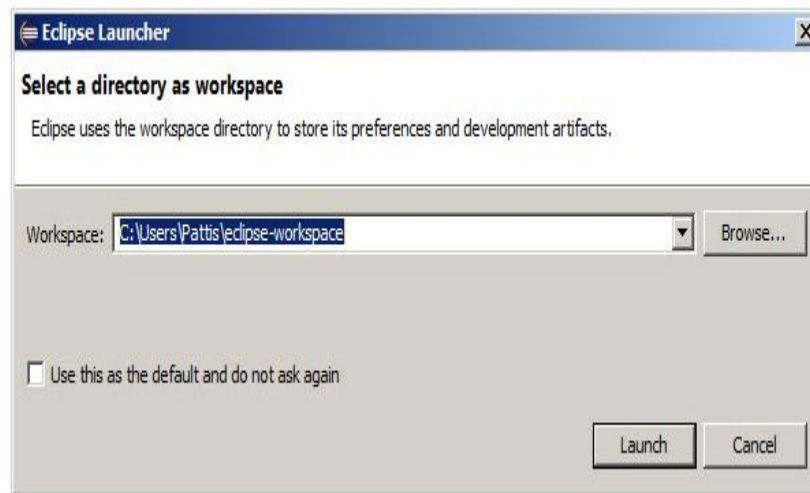 Eclipse Launcher
Select a directory as workspace
Eclipse uses the workspace directory to store its preferences and development artifacts.
Workspace: C:\Users\Pattis\eclipse-workspace Browse...
Use this as the default and do not ask again
Launch Cancel